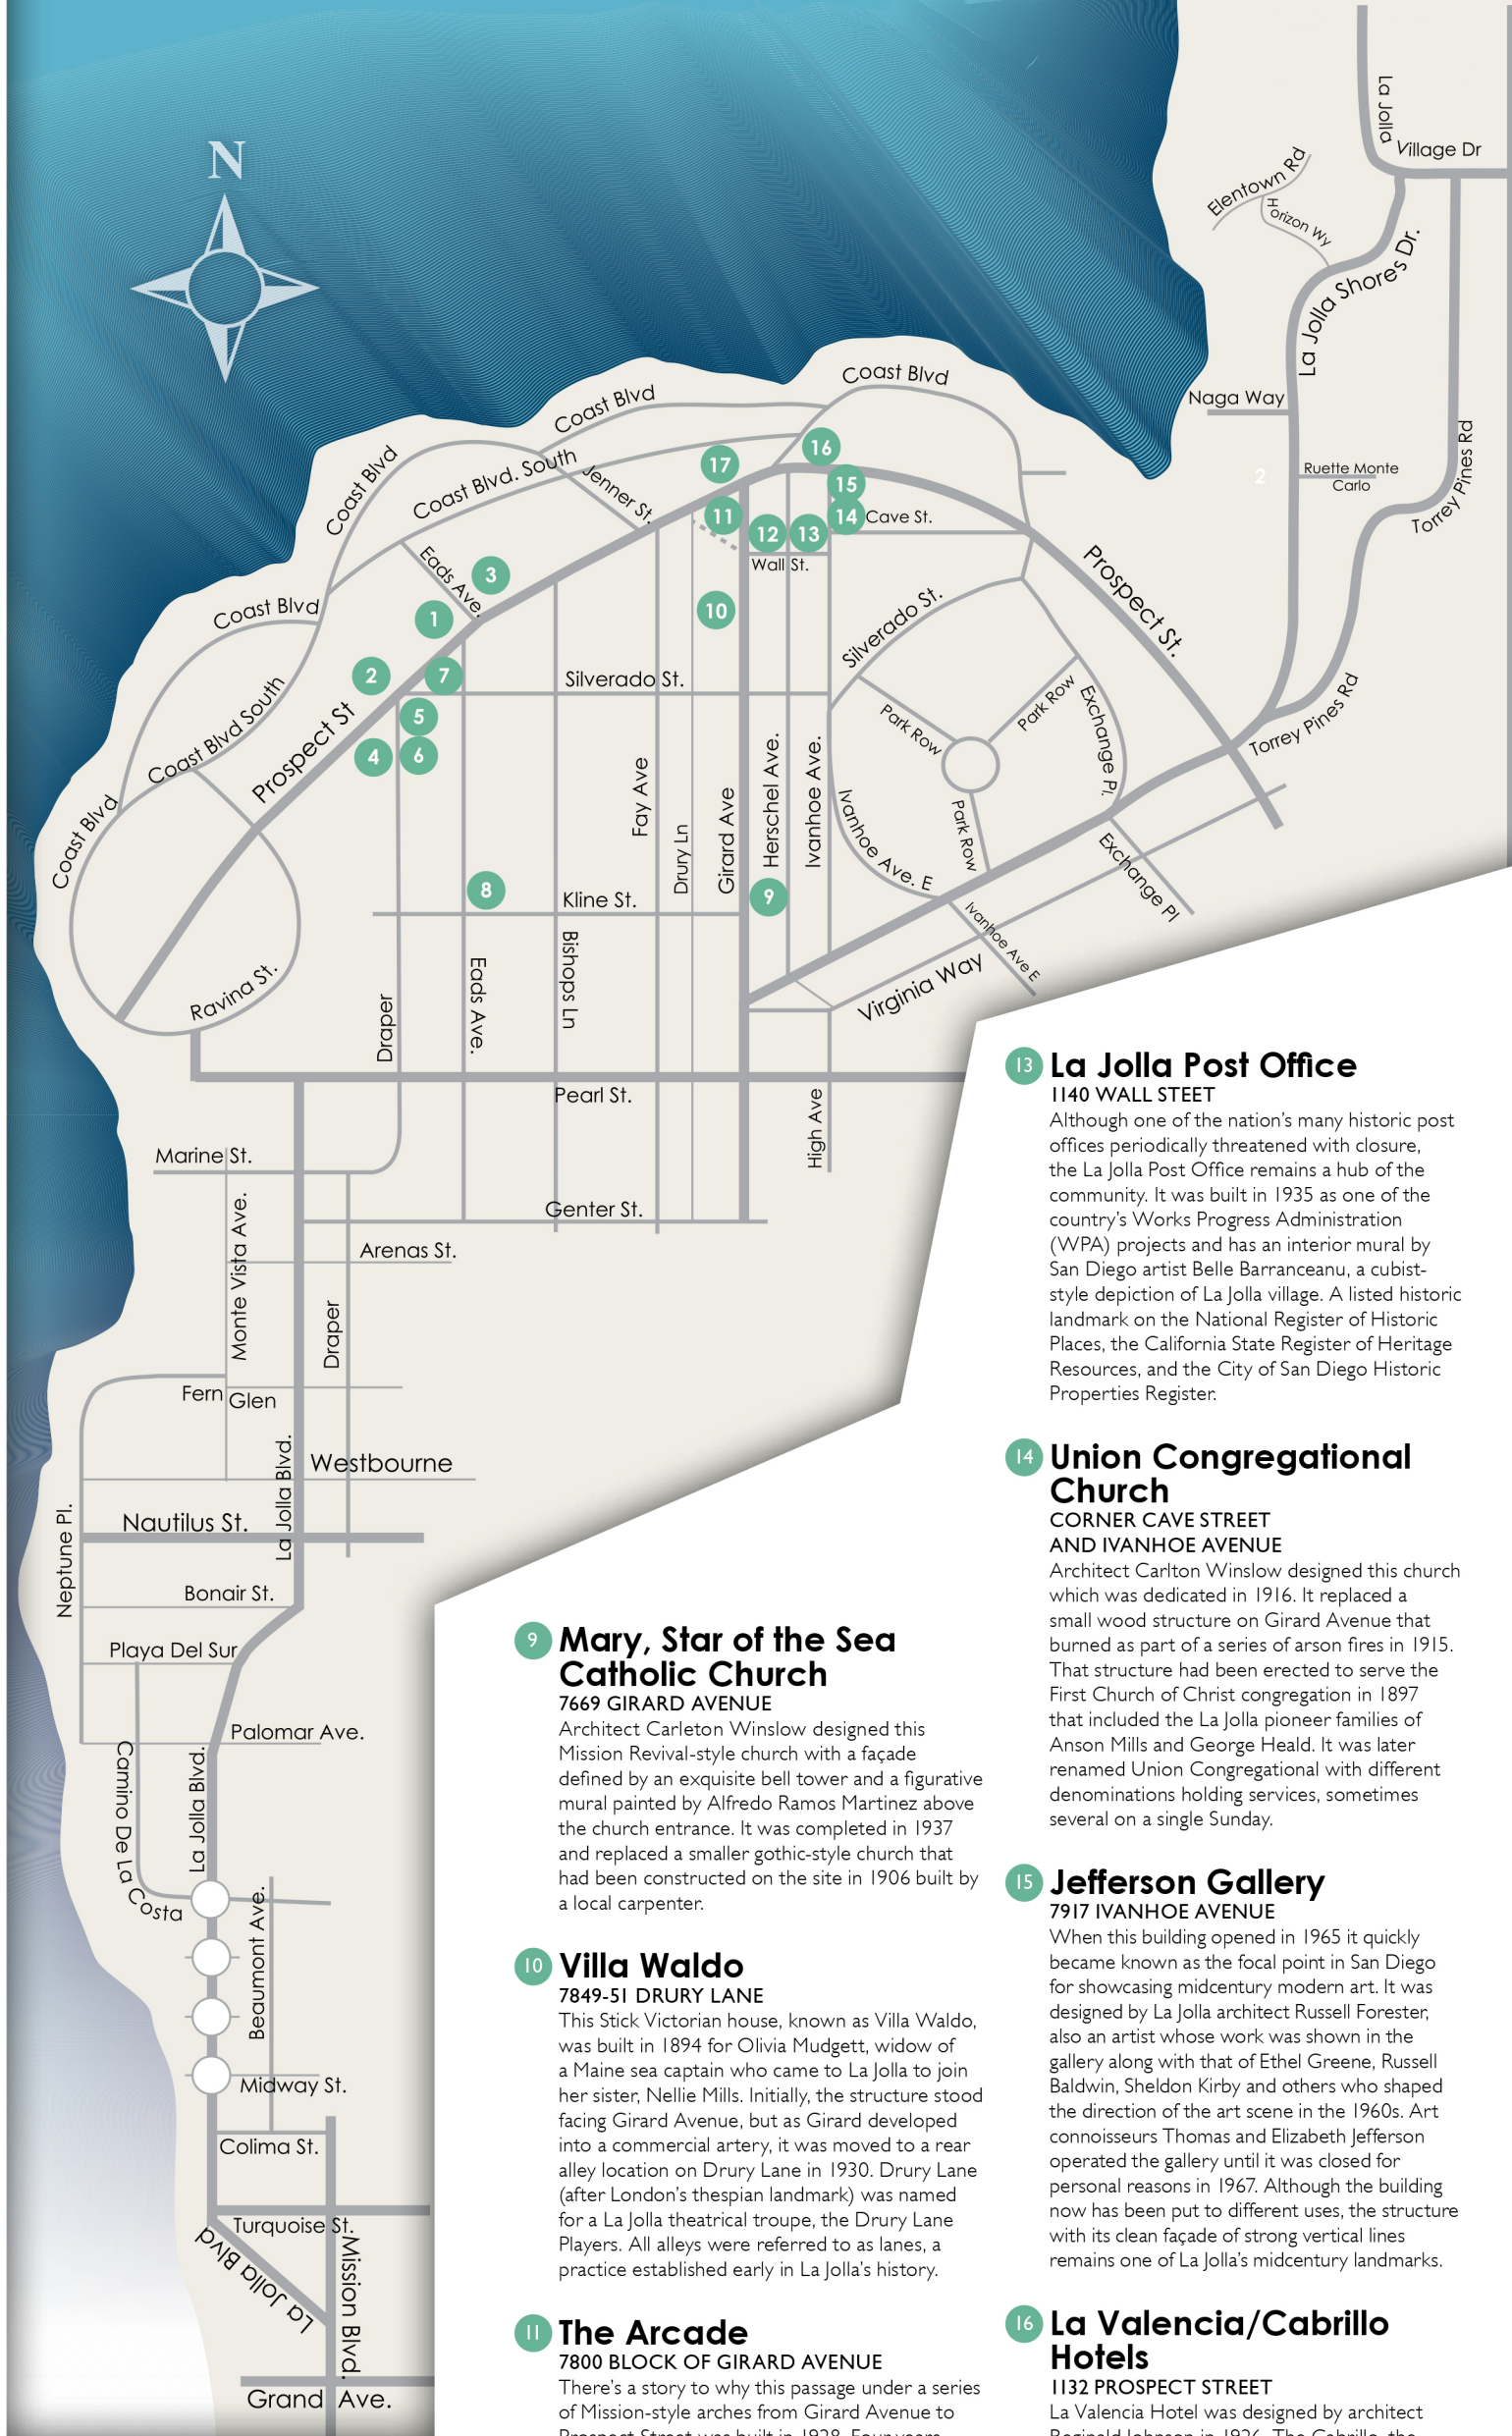 N
La Jolla
Village Dr
Elentown Rd
Horizon Wy
La Jolla Shores Dr.
Naga Way
Ruette Monte
Carlo
2
Torrey Pines Rd
Torrey Pines Rd
Coast Blvd
Coast Blvd
Coast Blvd
Coast Blvd. South
Jenner St.
Eads Ave.
Coast Blvd
Coast Blvd South
Coast Blvd
Prospect St
Prospect St.
17
16
15
11
14
Cave St.
12
13
Wall St.
3
1
10
2
7
5
4
6
Silverado St.
Silverado St.
Park Row
Park Row
Park Row
Exchange Pl.
Exchange Pl
Fay Ave
Drury Ln
Girard Ave
Herschel Ave.
Ivanhoe Ave.
Ivanhoe Ave. E
Ivanhoe Ave E
8
Kline St.
9
Bishops Ln
Eads Ave.
Draper
Ravina St.
Virginia Way
Pearl St.
High Ave
Marine St.
Monte Vista Ave.
Genter St.
Arenas St.
Draper
Fern Glen
La Jolla Blvd.
Westbourne
Nautilus St.
Neptune Pl.
Bonair St.
Playa Del Sur
Palomar Ave.
Camino De La Costa
La Jolla Blvd.
Beaumont Ave.
Midway St.
Colima St.
Turquoise St.
La Jolla Blvd
Mission Blvd.
Grand Ave.
9 Mary, Star of the Sea
Catholic Church
7669 GIRARD AVENUE
Architect Carleton Winslow designed this
Mission Revival-style church with a façade
defined by an exquisite bell tower and a figurative
mural painted by Alfredo Ramos Martinez above
the church entrance. It was completed in 1937
and replaced a smaller gothic-style church that
had been constructed on the site in 1906 built by
a local carpenter.
10 Villa Waldo
7849-51 DRURY LANE
This Stick Victorian house, known as Villa Waldo,
was built in 1894 for Olivia Mudgett, widow of
a Maine sea captain who came to La Jolla to join
her sister, Nellie Mills. Initially, the structure stood
facing Girard Avenue, but as Girard developed
into a commercial artery, it was moved to a rear
alley location on Drury Lane in 1930. Drury Lane
(after London's thespian landmark) was named
for a La Jolla theatrical troupe, the Drury Lane
Players. All alleys were referred to as lanes, a
practice established early in La Jolla's history.
11 The Arcade
7800 BLOCK OF GIRARD AVENUE
There's a story to why this passage under a series
of Mission-style arches from Girard Avenue to
Prospect Street was built in 1928. Four years
13 La Jolla Post Office
1140 WALL STEET
Although one of the nation's many historic post
offices periodically threatened with closure,
the La Jolla Post Office remains a hub of the
community. It was built in 1935 as one of the
country's Works Progress Administration
(WPA) projects and has an interior mural by
San Diego artist Belle Barranceanu, a cubist-
style depiction of La Jolla village. A listed historic
landmark on the National Register of Historic
Places, the California State Register of Heritage
Resources, and the City of San Diego Historic
Properties Register.
14 Union Congregational
Church
CORNER CAVE STREET
AND IVANHOE AVENUE
Architect Carlton Winslow designed this church
which was dedicated in 1916. It replaced a
small wood structure on Girard Avenue that
burned as part of a series of arson fires in 1915.
That structure had been erected to serve the
First Church of Christ congregation in 1897
that included the La Jolla pioneer families of
Anson Mills and George Heald. It was later
renamed Union Congregational with different
denominations holding services, sometimes
several on a single Sunday.
15 Jefferson Gallery
7917 IVANHOE AVENUE
When this building opened in 1965 it quickly
became known as the focal point in San Diego
for showcasing midcentury modern art. It was
designed by La Jolla architect Russell Forester,
also an artist whose work was shown in the
gallery along with that of Ethel Greene, Russell
Baldwin, Sheldon Kirby and others who shaped
the direction of the art scene in the 1960s. Art
connoisseurs Thomas and Elizabeth Jefferson
operated the gallery until it was closed for
personal reasons in 1967. Although the building
now has been put to different uses, the structure
with its clean façade of strong vertical lines
remains one of La Jolla's midcentury landmarks.
16 La Valencia/Cabrillo
Hotels
1132 PROSPECT STREET
La Valencia Hotel was designed by architect
Reginald Johnson in 1926. The Cabrillo, the